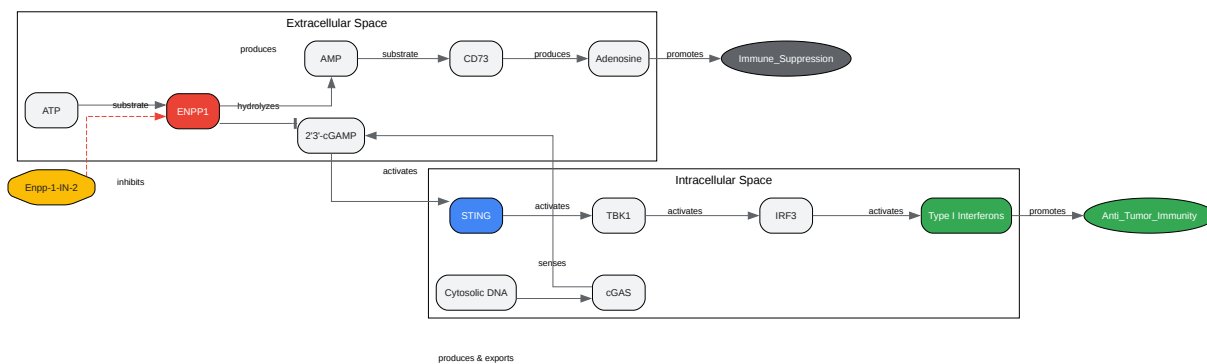 Extracellular Space
produces
AMP
substrate
CD73
produces
Adenosine
promotes
Immune_Suppression
ATP
substrate
ENPP1
hydrolyzes
2'3'-cGAMP
Enpp-1-IN-2
inhibits
activates
Intracellular Space
STING
activates
TBK1
activates
IRF3
activates
Type I Interferons
promotes
Anti_Tumor_Immunity
senses
Cytosolic DNA
cGAS
produces & exports